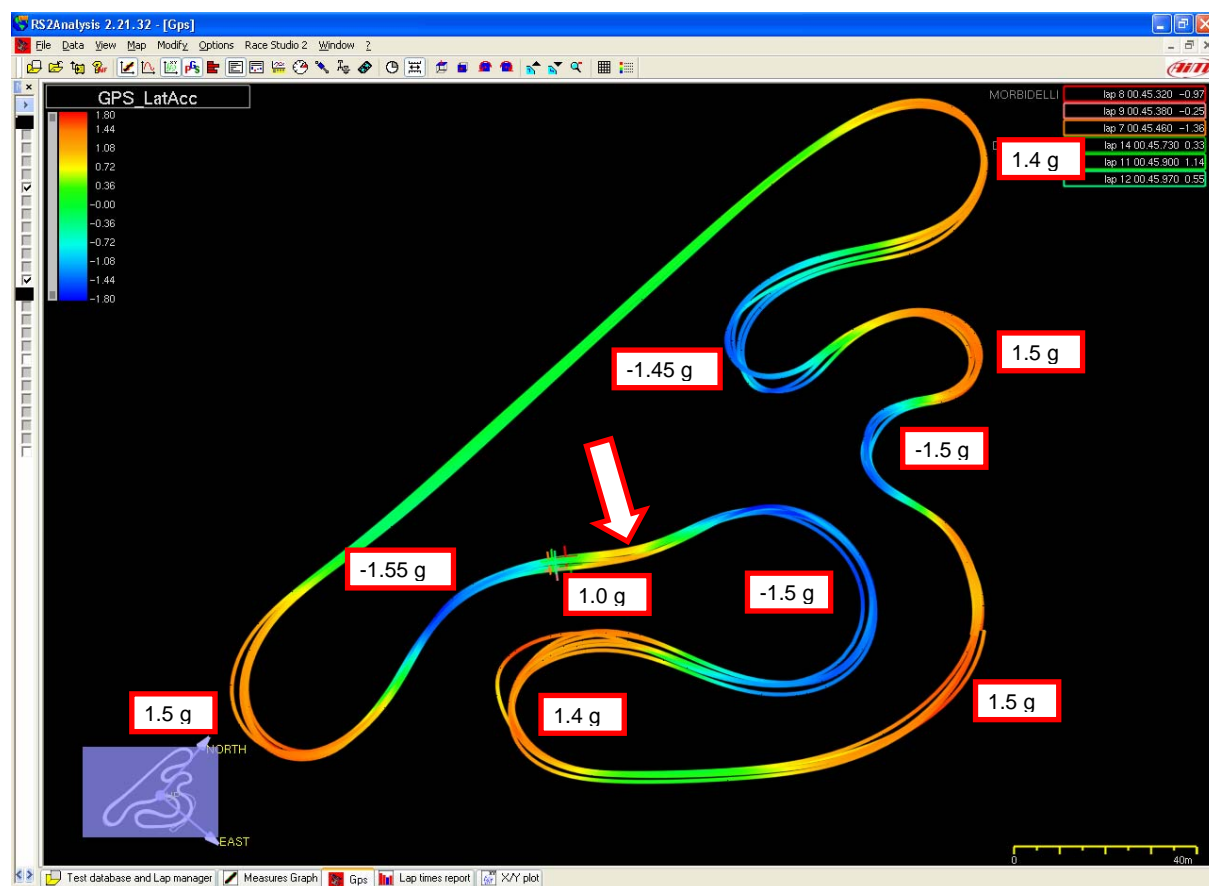 RS2Analysis 2.21.32 - [Gps]
File Data View Map Modify Options Race Studio 2 Window ?
AiM
GPS_LatAcc
1.80
1.44
1.08
0.72
0.36
-0.00
-0.36
-0.72
-1.08
-1.44
-1.80
MORBIDELLI
lap 8 00.45.320 -0.97
lap 9 00.45.380 -0.25
lap 7 00.45.460 -1.36
lap 14 00.45.730 0.33
lap 11 00.45.900 1.14
lap 12 00.45.970 0.55
1.4 g
1.5 g
-1.45 g
-1.5 g
-1.55 g
1.0 g
-1.5 g
1.5 g
1.4 g
1.5 g
NORTH
EAST
0 40m
Test database and Lap manager Measures Graph Gps Lap times report X/Y plot